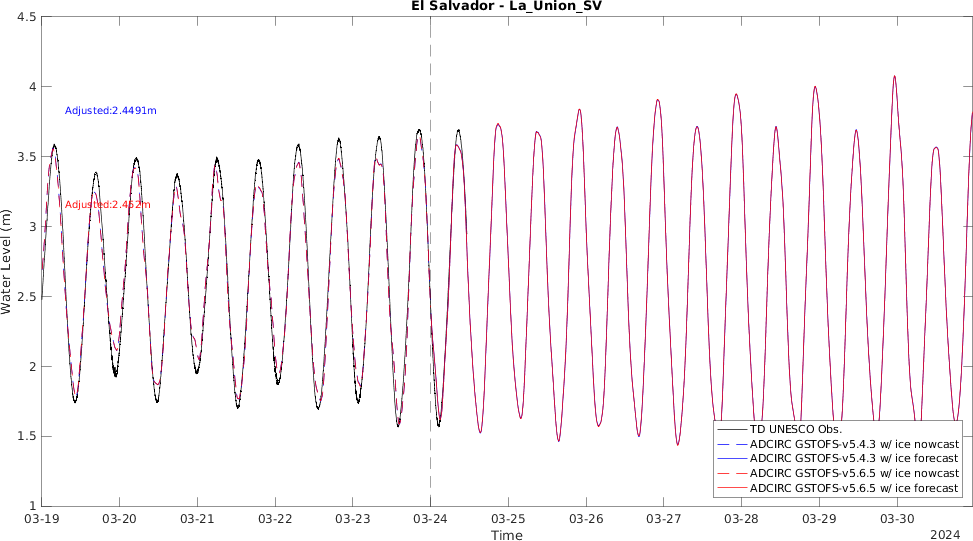 El Salvador - La_Union_SV
4.5
4
3.5
3
2.5
2
1.5
1
Water Level (m)
Adjusted:2.4491m
Adjusted:2.452m
TD UNESCO Obs.
ADCIRC GSTOFS-v5.4.3 w/ ice nowcast
ADCIRC GSTOFS-v5.4.3 w/ ice forecast
ADCIRC GSTOFS-v5.6.5 w/ ice nowcast
ADCIRC GSTOFS-v5.6.5 w/ ice forecast
03-19 03-20 03-21 03-22 03-23 03-24 03-25 03-26 03-27 03-28 03-29 03-30
Time
2024